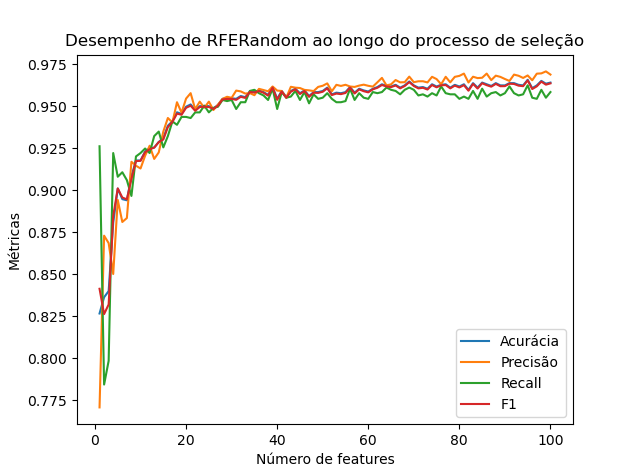 Desempenho de RFERandom ao longo do processo de seleção
Métricas
0.975
0.950
0.925
0.900
0.875
0.850
0.825
0.800
0.775
0 20 40 60 80 100
Número de features
Acurácia
Precisão
Recall
F1